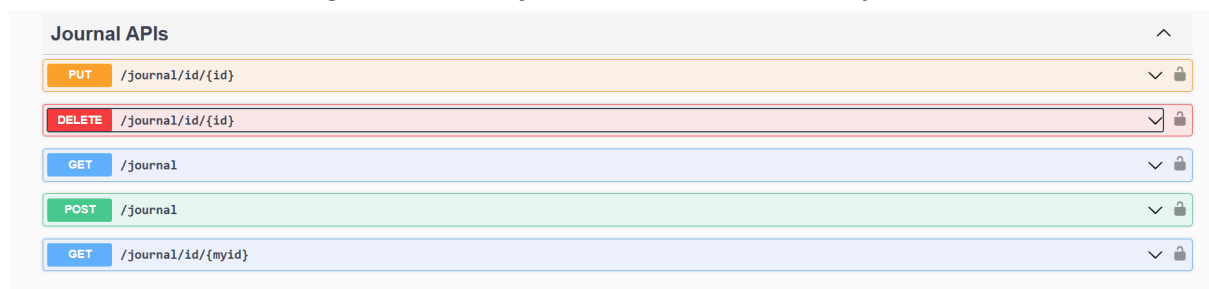 Journal APIs
PUT /journal/id/{id}
DELETE /journal/id/{id}
GET /journal
POST /journal
GET /journal/id/{myid}